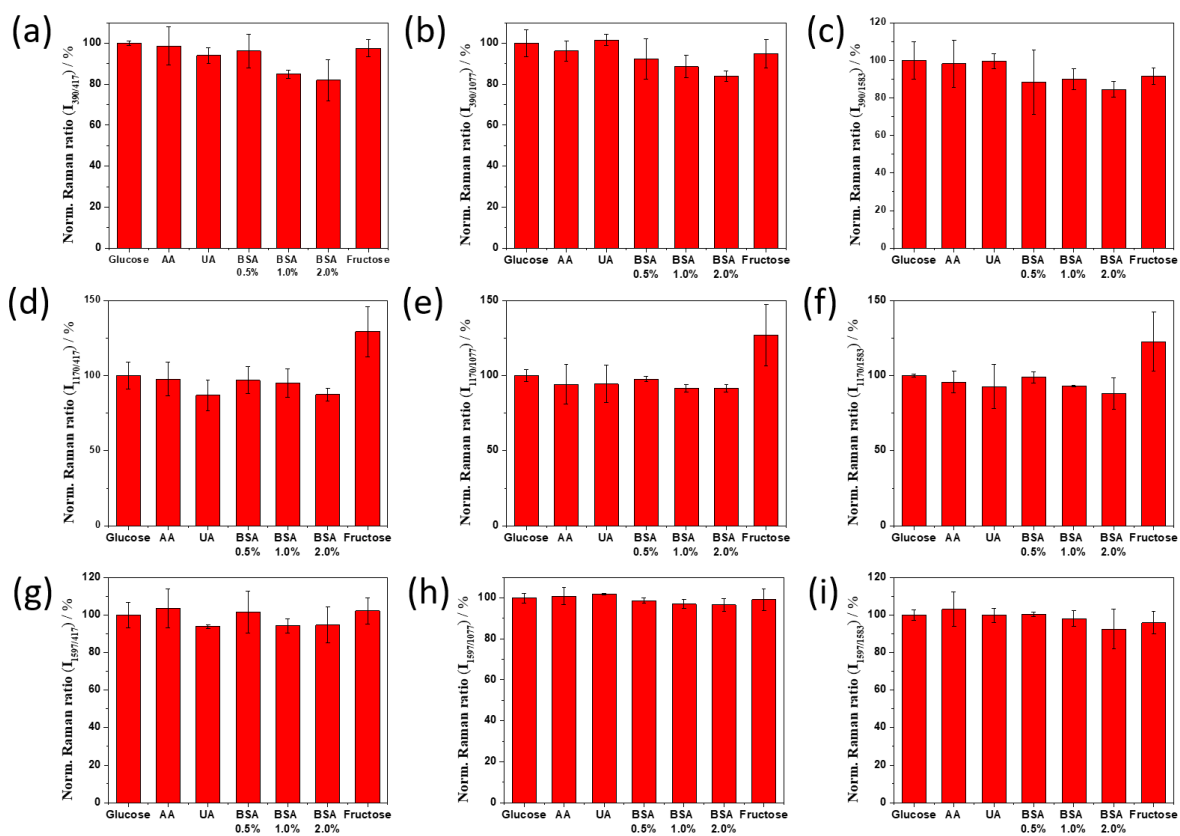 (a)
Norm. Raman ratio (I390/417) / %
100
80
60
40
20
0
Glucose AA UA BSA BSA BSA Fructose
0.5% 1.0% 2.0%
(b)
Norm. Raman ratio (I390/1077) / %
100
80
60
40
20
0
Glucose AA UA BSA BSA BSA Fructose
0.5% 1.0% 2.0%
(c)
Norm. Raman ratio (I390/1583) / %
120
100
80
60
40
20
0
Glucose AA UA BSA BSA BSA Fructose
0.5% 1.0% 2.0%
(d)
Norm. Raman ratio (I1170/417) / %
150
100
50
0
Glucose AA UA BSA BSA BSA Fructose
0.5% 1.0% 2.0%
(e)
Norm. Raman ratio (I1170/1077) / %
150
100
50
0
Glucose AA UA BSA BSA BSA Fructose
0.5% 1.0% 2.0%
(f)
Norm. Raman ratio (I1170/1583) / %
150
100
50
0
Glucose AA UA BSA BSA BSA Fructose
0.5% 1.0% 2.0%
(g)
Norm. Raman ratio (I1597/417) / %
120
100
80
60
40
20
0
Glucose AA UA BSA BSA BSA Fructose
0.5% 1.0% 2.0%
(h)
Norm. Raman ratio (I1597/1077) / %
100
80
60
40
20
0
Glucose AA UA BSA BSA BSA Fructose
0.5% 1.0% 2.0%
(i)
Norm. Raman ratio (I1597/1583) / %
120
100
80
60
40
20
0
Glucose AA UA BSA BSA BSA Fructose
0.5% 1.0% 2.0%